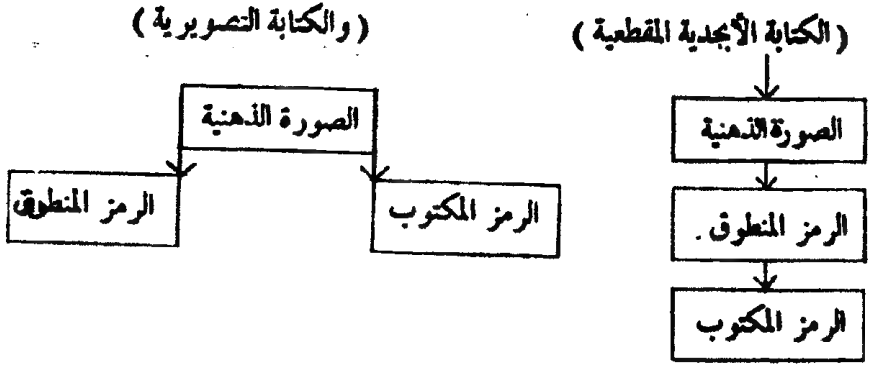 ( الكتابة الأبجدية المقطعية )
الصورة الذهنية
الرمز المنطوق .
الرمز المكتوب
( والكتابة التصويرية )
الصورة الذهنية
الرمز المكتوب
الرمز المنطوق